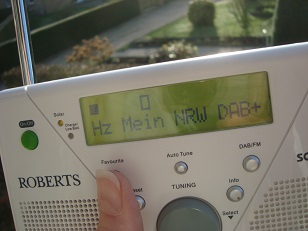 Solar
On/Off
Hz Mein NRW DAB+
Favourite
Auto Tune
DAB/FM
ROBERTS
TUNING
Info
Select